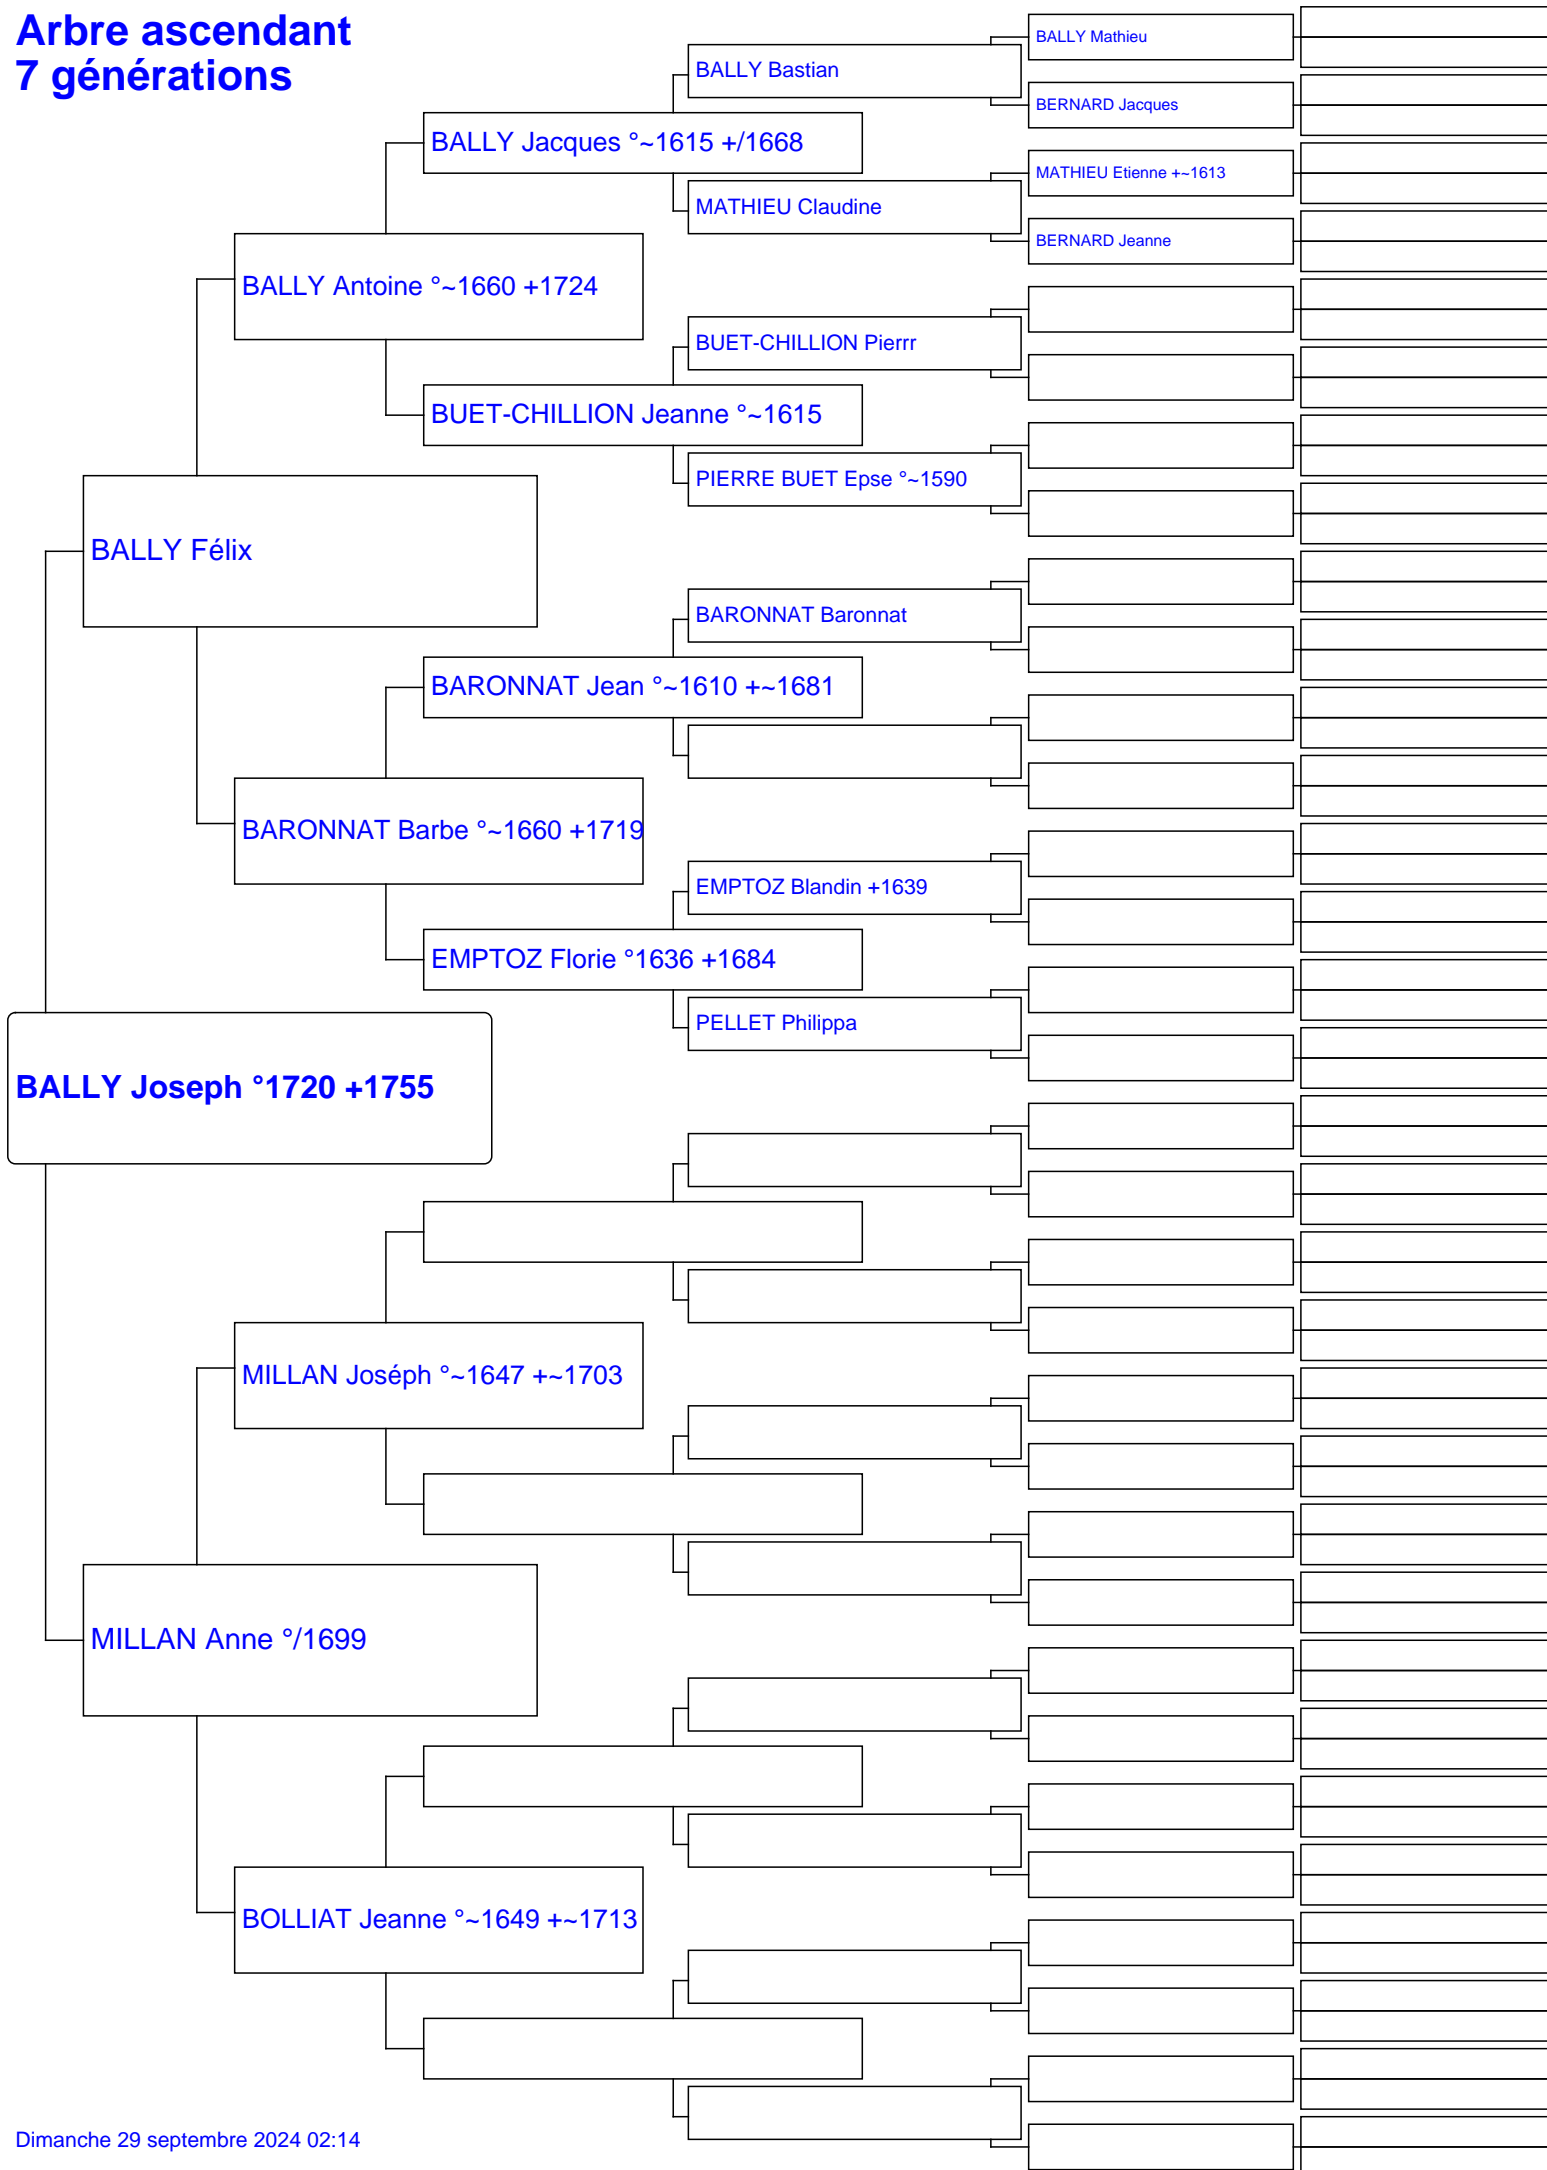 Arbre ascendant
7 générations
BALLY Mathieu
BALLY Bastian
BERNARD Jacques
BALLY Jacques °~1615 +/1668
MATHIEU Etienne +~1613
MATHIEU Claudine
BERNARD Jeanne
BALLY Antoine °~1660 +1724
BUET-CHILLION Pierrr
BUET-CHILLION Jeanne °~1615
PIERRE BUET Epse °~1590
BALLY Félix
BARONNAT Baronnat
BARONNAT Jean °~1610 +~1681
BARONNAT Barbe °~1660 +1719
EMPTOZ Blandin +1639
EMPTOZ Florie °1636 +1684
PELLET Philippa
BALLY Joseph °1720 +1755
MILLAN Joséph °~1647 +~1703
MILLAN Anne °/1699
BOLLIAT Jeanne °~1649 +~1713
Dimanche 29 septembre 2024 02:14